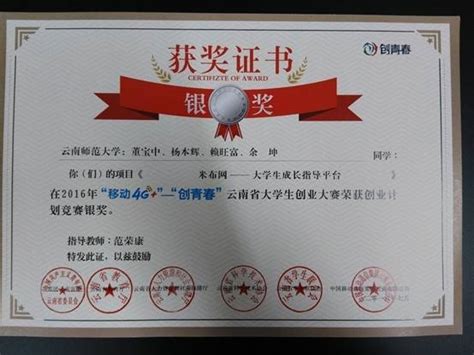 创青春
获奖证书
CERTIFIZTE OF AWARD
银 奖
云南师范大学：董宝中、杨本辉、赖旺富、余 坤 同学：
你（们）的项目《 米布网——大学生成长指导平台 》
在2016年“移动4G+”—“创青春”云南省大学生创业大赛荣获创业计
划竞赛银奖。
指导教师：范荣康
特发此证，以兹鼓励